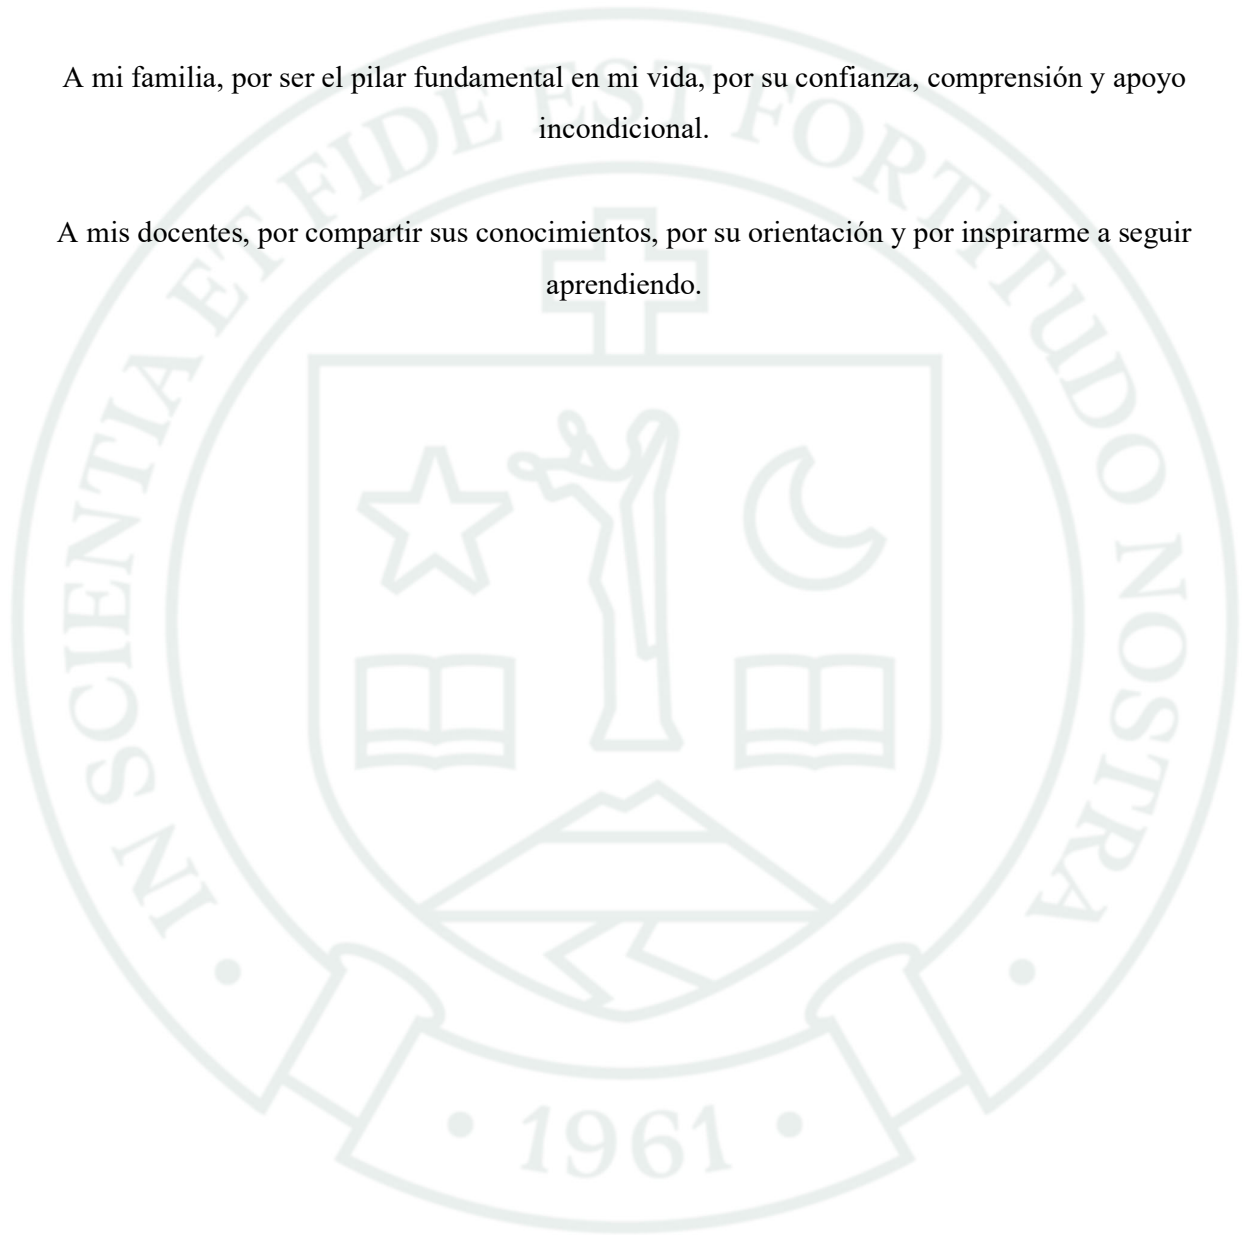 A mi familia, por ser el pilar fundamental en mi vida, por su confianza, comprensión y apoyo
incondicional.
A mis docentes, por compartir sus conocimientos, por su orientación y por inspirarme a seguir
aprendiendo.
IN SCIENTIA ET FIDE EST FORTITUDO NOSTRA
• 1961 •